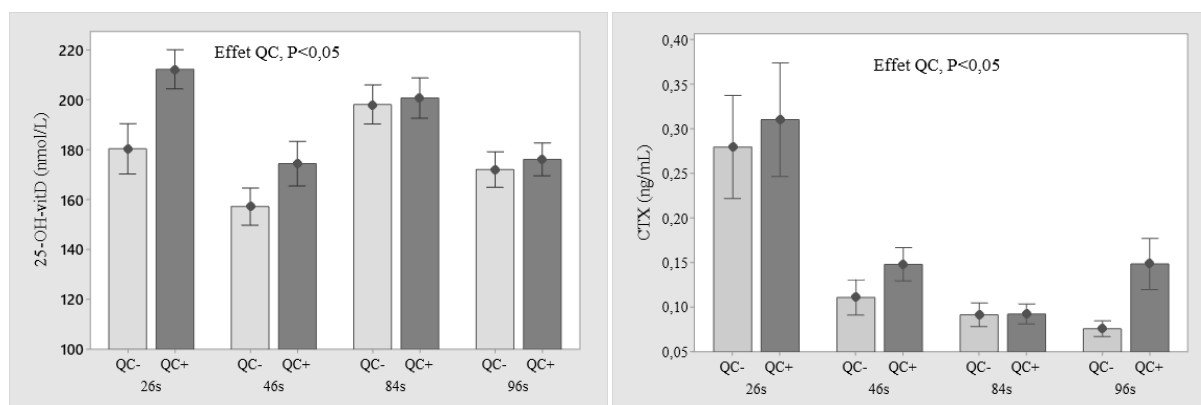 Effet QC, P<0,05
25-OH-vitD (nmol/L)
220
200
180
160
140
120
100
QC- QC+ QC- QC+ QC- QC+ QC- QC+
26s 46s 84s 96s
Effet QC, P<0,05
CTX (ng/mL)
0,40
0,35
0,30
0,25
0,20
0,15
0,10
0,05
QC- QC+ QC- QC+ QC- QC+ QC- QC+
26s 46s 84s 96s